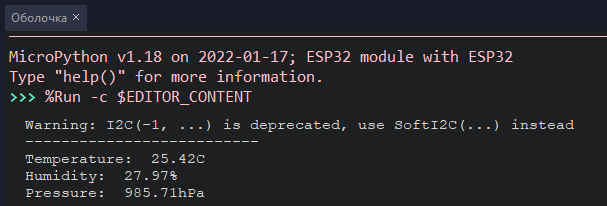 Оболочка ×
MicroPython v1.18 on 2022-01-17; ESP32 module with ESP32
Type "help()" for more information.
>>> %Run -c $EDITOR_CONTENT
Warning: I2C(-1, ...) is deprecated, use SoftI2C(...) instead
--------------------------
Temperature:  25.42C
Humidity:  27.97%
Pressure:  985.71hPa